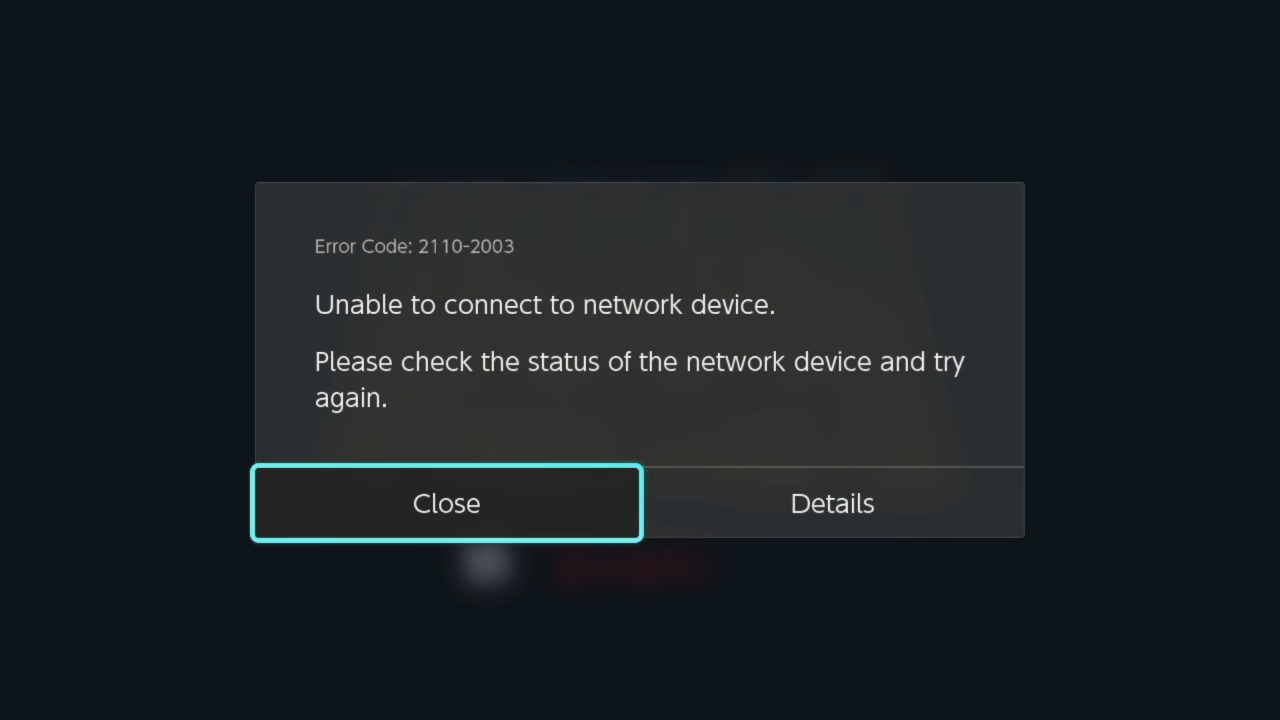 Error Code: 2110-2003
Unable to connect to network device.
Please check the status of the network device and try
again.
Close
Details